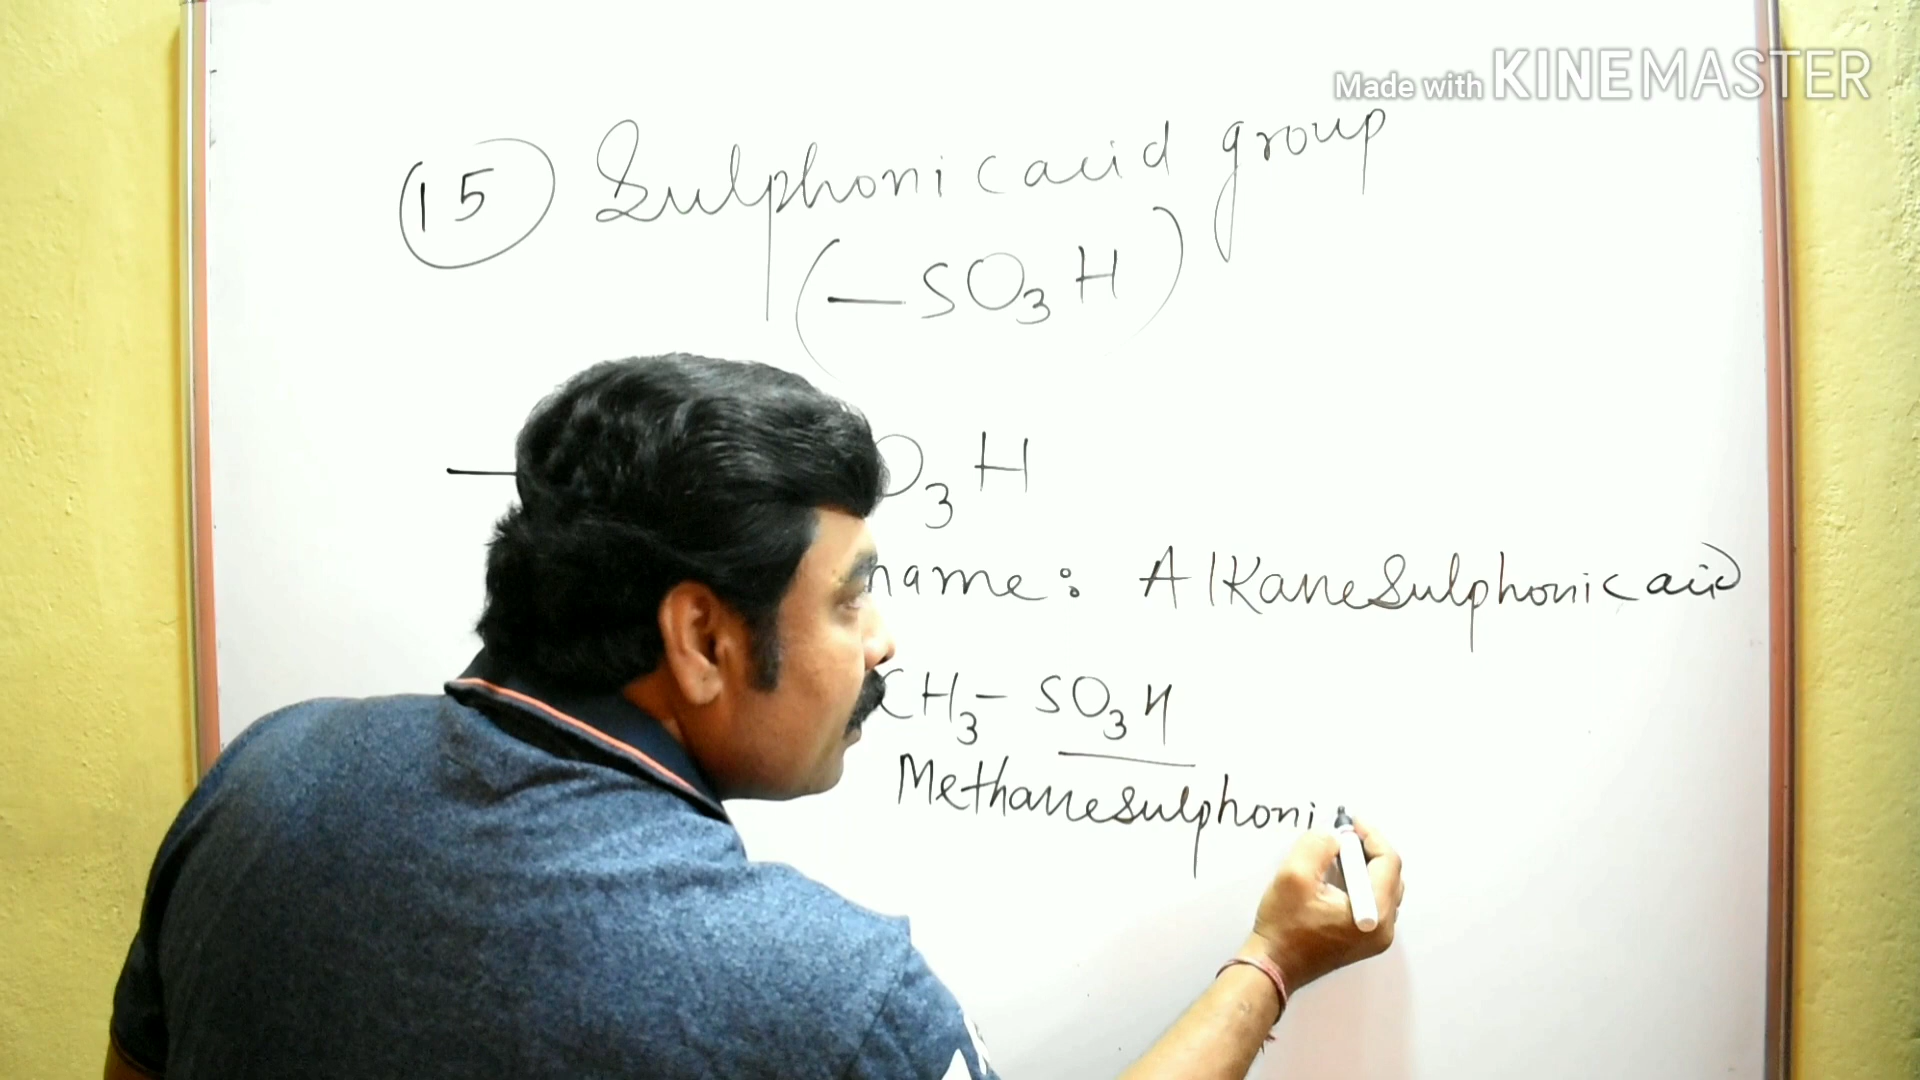 Made with KINEMASTER
15 Sulphonic acid group
(—SO3H)
— O3H
name: Alkanesulphonic acid
CH3-SO3H
Methanesulphoni